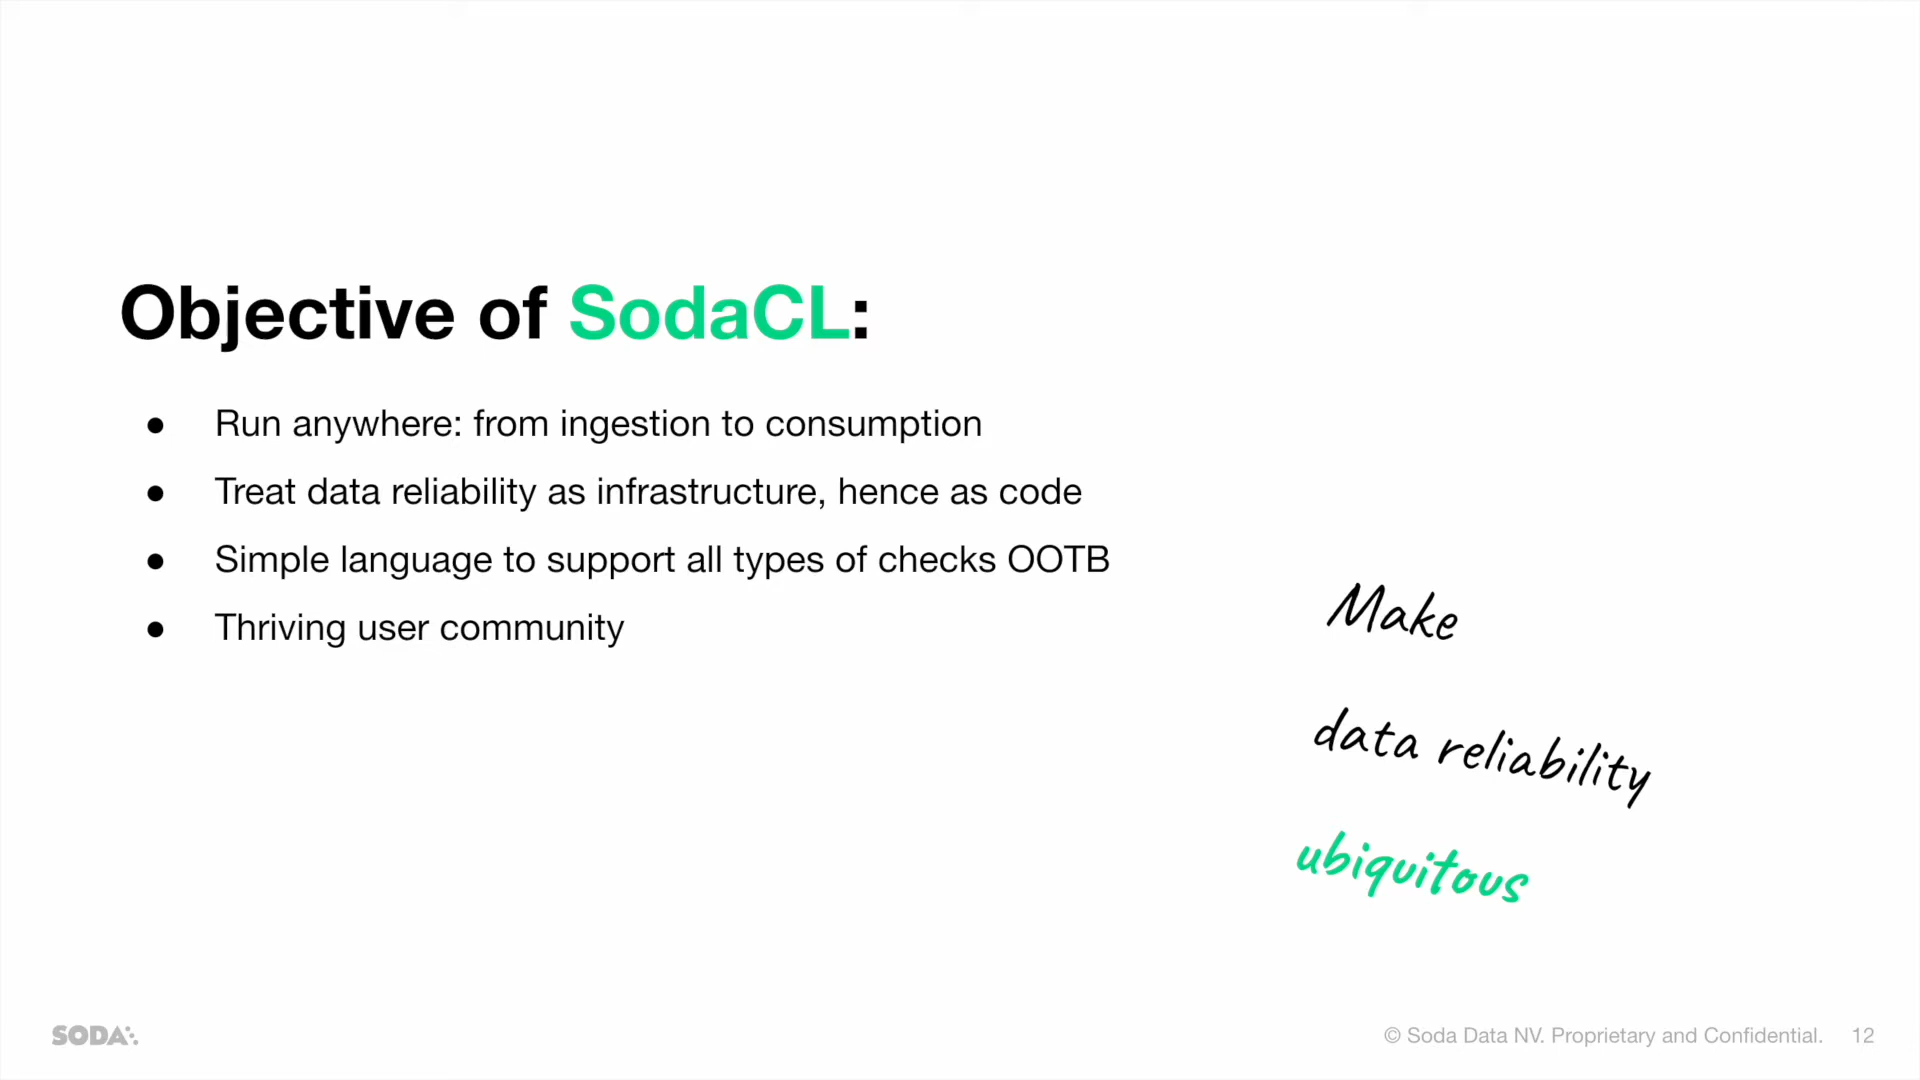 Objective of SodaCL:
● Run anywhere: from ingestion to consumption
● Treat data reliability as infrastructure, hence as code
● Simple language to support all types of checks OOTB
● Thriving user community
Make
data reliability
ubiquitous
SODA
© Soda Data NV. Proprietary and Confidential. 12